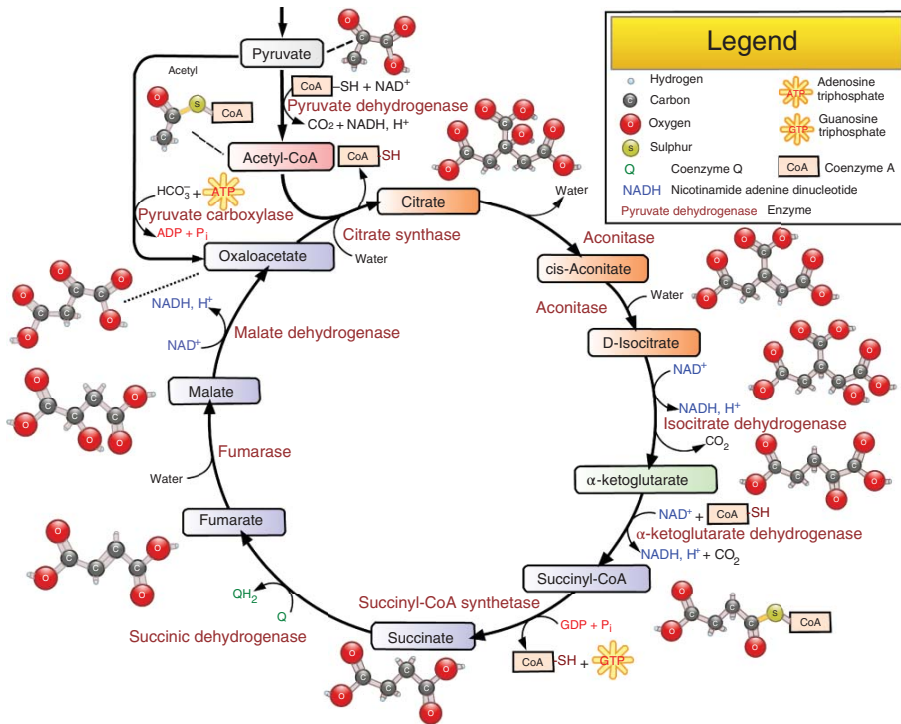 Legend
Hydrogen
Carbon
Oxygen
Sulphur
Q Coenzyme Q
NADH Nicotinamide adenine dinucleotide
Pyruvate dehydrogenase Enzyme
ATP Adenosine
triphosphate
GTP Guanosine
triphosphate
CoA Coenzyme A
C
O
S
Pyruvate
C C O
C O
O
Acetyl
O
C S CoA
C
CoA -SH + NAD⁺
Pyruvate dehydrogenase
CO₂ + NADH, H⁺
Acetyl-CoA
CoA -SH
HCO₃⁻ + ATP
Pyruvate carboxylase
ADP + Pᵢ
Citrate
Citrate synthase
Water
Oxaloacetate
Water
Aconitase
cis-Aconitate
Aconitase
Water
D-Isocitrate
NAD⁺
NADH, H⁺
Isocitrate dehydrogenase
CO₂
α-ketoglutarate
NAD⁺ + CoA -SH
α-ketoglutarate dehydrogenase
NADH, H⁺ + CO₂
Succinyl-CoA
Succinyl-CoA synthetase
GDP + Pᵢ
CoA -SH + GTP
S CoA
Succinate
QH₂
Q
Succinic dehydrogenase
Fumarate
Water
Fumarase
Malate
NADH, H⁺
Malate dehydrogenase
NAD⁺